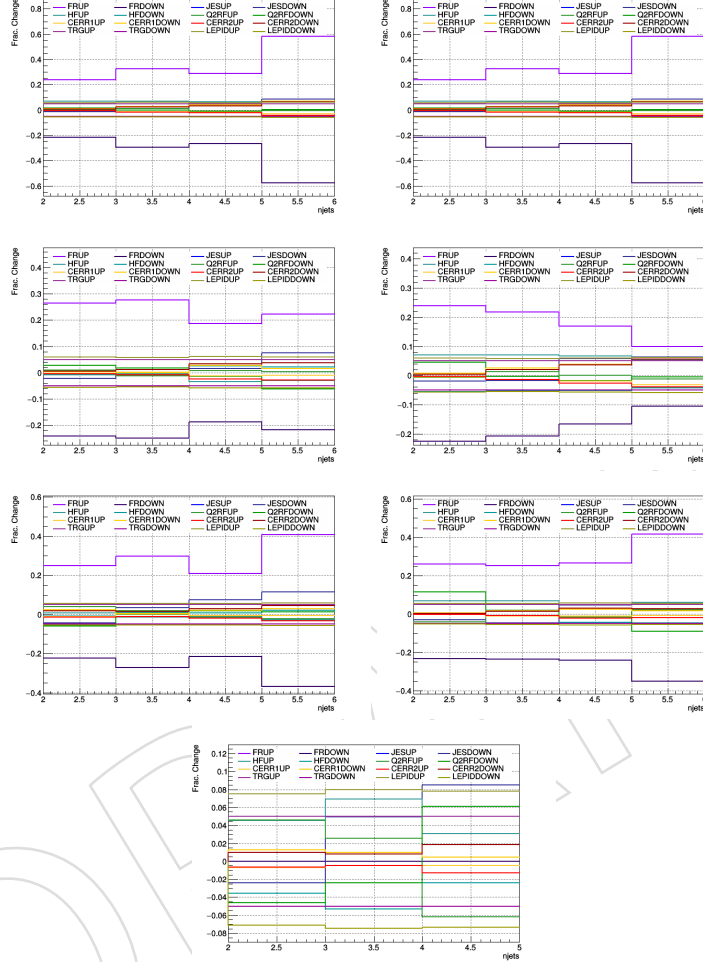 Frac. Change
0.8
FRUP FRDOWN JESUP JESDOWN
HFUP HFDOWN Q2RFUP Q2RFDOWN
CERR1UP CERR1DOWN CERR2UP CERR2DOWN
TRGUP TRGDOWN LEPIDUP LEPIDDOWN
0.6
0.4
0.2
0
−0.2
−0.4
−0.6
2 2.5 3 3.5 4 4.5 5 5.5 6
njets
Frac. Change
0.8
FRUP FRDOWN JESUP JESDOWN
HFUP HFDOWN Q2RFUP Q2RFDOWN
CERR1UP CERR1DOWN CERR2UP CERR2DOWN
TRGUP TRGDOWN LEPIDUP LEPIDDOWN
0.6
0.4
0.2
0
−0.2
−0.4
−0.6
2 2.5 3 3.5 4 4.5 5 5.5 6
njets
Frac. Change
FRUP FRDOWN JESUP JESDOWN
HFUP HFDOWN Q2RFUP Q2RFDOWN
CERR1UP CERR1DOWN CERR2UP CERR2DOWN
TRGUP TRGDOWN LEPIDUP LEPIDDOWN
0.4
0.3
0.2
0.1
0
−0.1
−0.2
2 2.5 3 3.5 4 4.5 5 5.5 6
njets
Frac. Change
FRUP FRDOWN JESUP JESDOWN
HFUP HFDOWN Q2RFUP Q2RFDOWN
CERR1UP CERR1DOWN CERR2UP CERR2DOWN
TRGUP TRGDOWN LEPIDUP LEPIDDOWN
0.4
0.3
0.2
0.1
0
−0.1
−0.2
2 2.5 3 3.5 4 4.5 5 5.5 6
njets
Frac. Change
0.6
FRUP FRDOWN JESUP JESDOWN
HFUP HFDOWN Q2RFUP Q2RFDOWN
CERR1UP CERR1DOWN CERR2UP CERR2DOWN
TRGUP TRGDOWN LEPIDUP LEPIDDOWN
0.4
0.2
0
−0.2
−0.4
2 2.5 3 3.5 4 4.5 5 5.5 6
njets
Frac. Change
0.6
FRUP FRDOWN JESUP JESDOWN
HFUP HFDOWN Q2RFUP Q2RFDOWN
CERR1UP CERR1DOWN CERR2UP CERR2DOWN
TRGUP TRGDOWN LEPIDUP LEPIDDOWN
0.4
0.2
0
−0.2
−0.4
2 2.5 3 3.5 4 4.5 5 5.5 6
njets
Frac. Change
0.12
FRUP FRDOWN JESUP JESDOWN
HFUP HFDOWN Q2RFUP Q2RFDOWN
CERR1UP CERR1DOWN CERR2UP CERR2DOWN
TRGUP TRGDOWN LEPIDUP LEPIDDOWN
0.1
0.08
0.06
0.04
0.02
0
−0.02
−0.04
−0.06
−0.08
2 2.5 3 3.5 4 4.5 5
njets